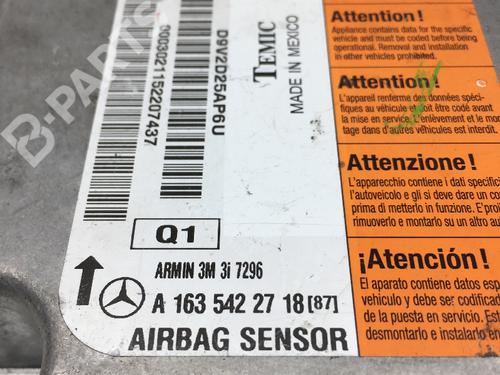 B-PARTS
9003021152207437
D9V2D25AP6U
TEMIC
MADE IN MEXICO
Q1
ARMIN 3M 3i 7296
A 163 542 27 18 [87]
AIRBAG SENSOR
Attention !
Appliance contains data for the specific
vehicle and must be coded before
being operational. Removal and installation
in other vehicles prohibited.
Attention !
L'appareil renferme des données spéci-
fiques au véhicule et doit être codé avant
la mise en service. L'enlèvement et le mon-
tage dans d'autres véhicules est interdit.
Attenzione !
L'apparecchio contiene i dati specifi
l'autoveicolo e gli si deve dare un cod
prima di metterlo in funzione. E'proi
rimuoverlo e montarlo su un altro au
¡Atención!
El aparato contiene datos espe
vehículo y debe ser codificad
de la puesta en servicio. Est
desmontarlo e instalarlo en